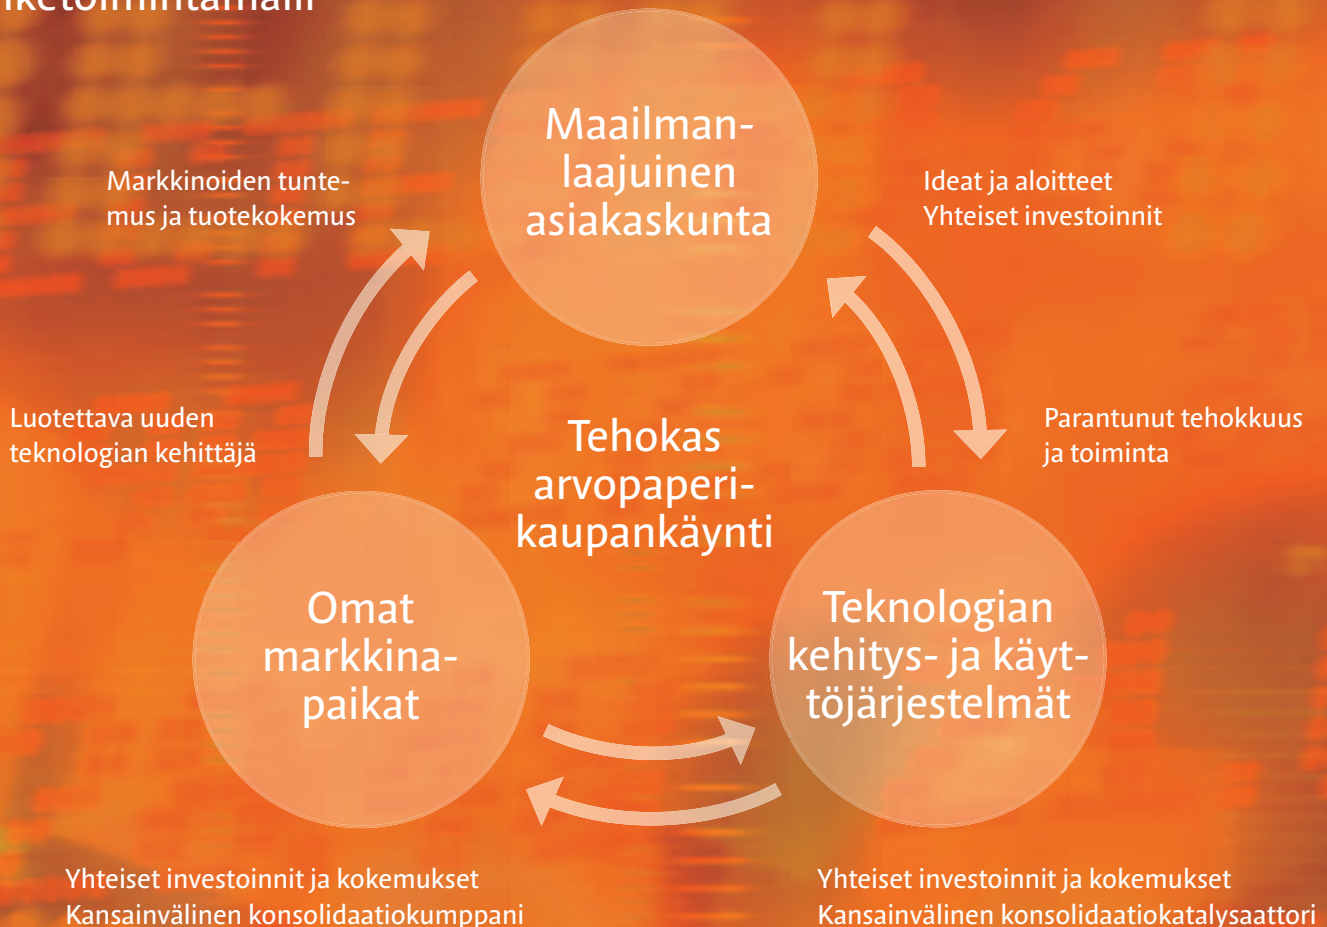 Maailman-
laajuinen
asiakaskunta
Markkinoiden tunte-
mus ja tuotekokemus
Ideat ja aloitteet
Yhteiset investoinnit
Luotettava uuden
teknologian kehittäjä
Tehokas
arvopaperi-
kaupankäynti
Parantunut tehokkuus
ja toiminta
Omat
markkina-
paikat
Teknologian
kehitys- ja käyt-
töjärjestelmät
Yhteiset investoinnit ja kokemukset
Kansainvälinen konsolidaatiokumppani
Yhteiset investoinnit ja kokemukset
Kansainvälinen konsolidaatiokatalysaattori